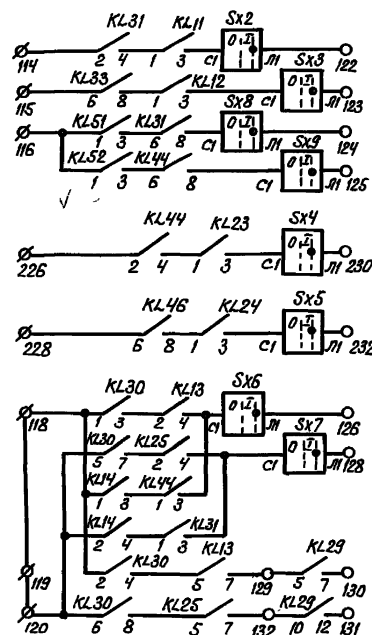 KL31 KL11 Sx2
O I
114 2 4 1 3 C1 Л1 122
KL33 KL12 Sx3
O I
115 6 8 1 3 C1 Л1 123
KL51 KL31 Sx8
O I
116 1 3 6 8 C1 Л1 124
KL52 KL44 Sx9
O I
1 3 6 8 C1 Л1 125
KL44 KL23 Sx4
O I
226 2 4 1 3 C1 Л1 230
KL46 KL24 Sx5
O I
228 6 8 1 3 C1 Л1 232
KL30 KL13 Sx6
O I
118 1 3 2 4 C1 Л1 126
KL30 KL25 Sx7
O I
5 7 2 4 C1 Л1 128
KL14 KL44
1 3 1 3
KL14 KL31
2 4 1 3
KL30 KL13 KL29
119 2 4 5 7 129 5 7 130
KL30 KL25 KL29
120 6 8 5 7 132 10 12 131